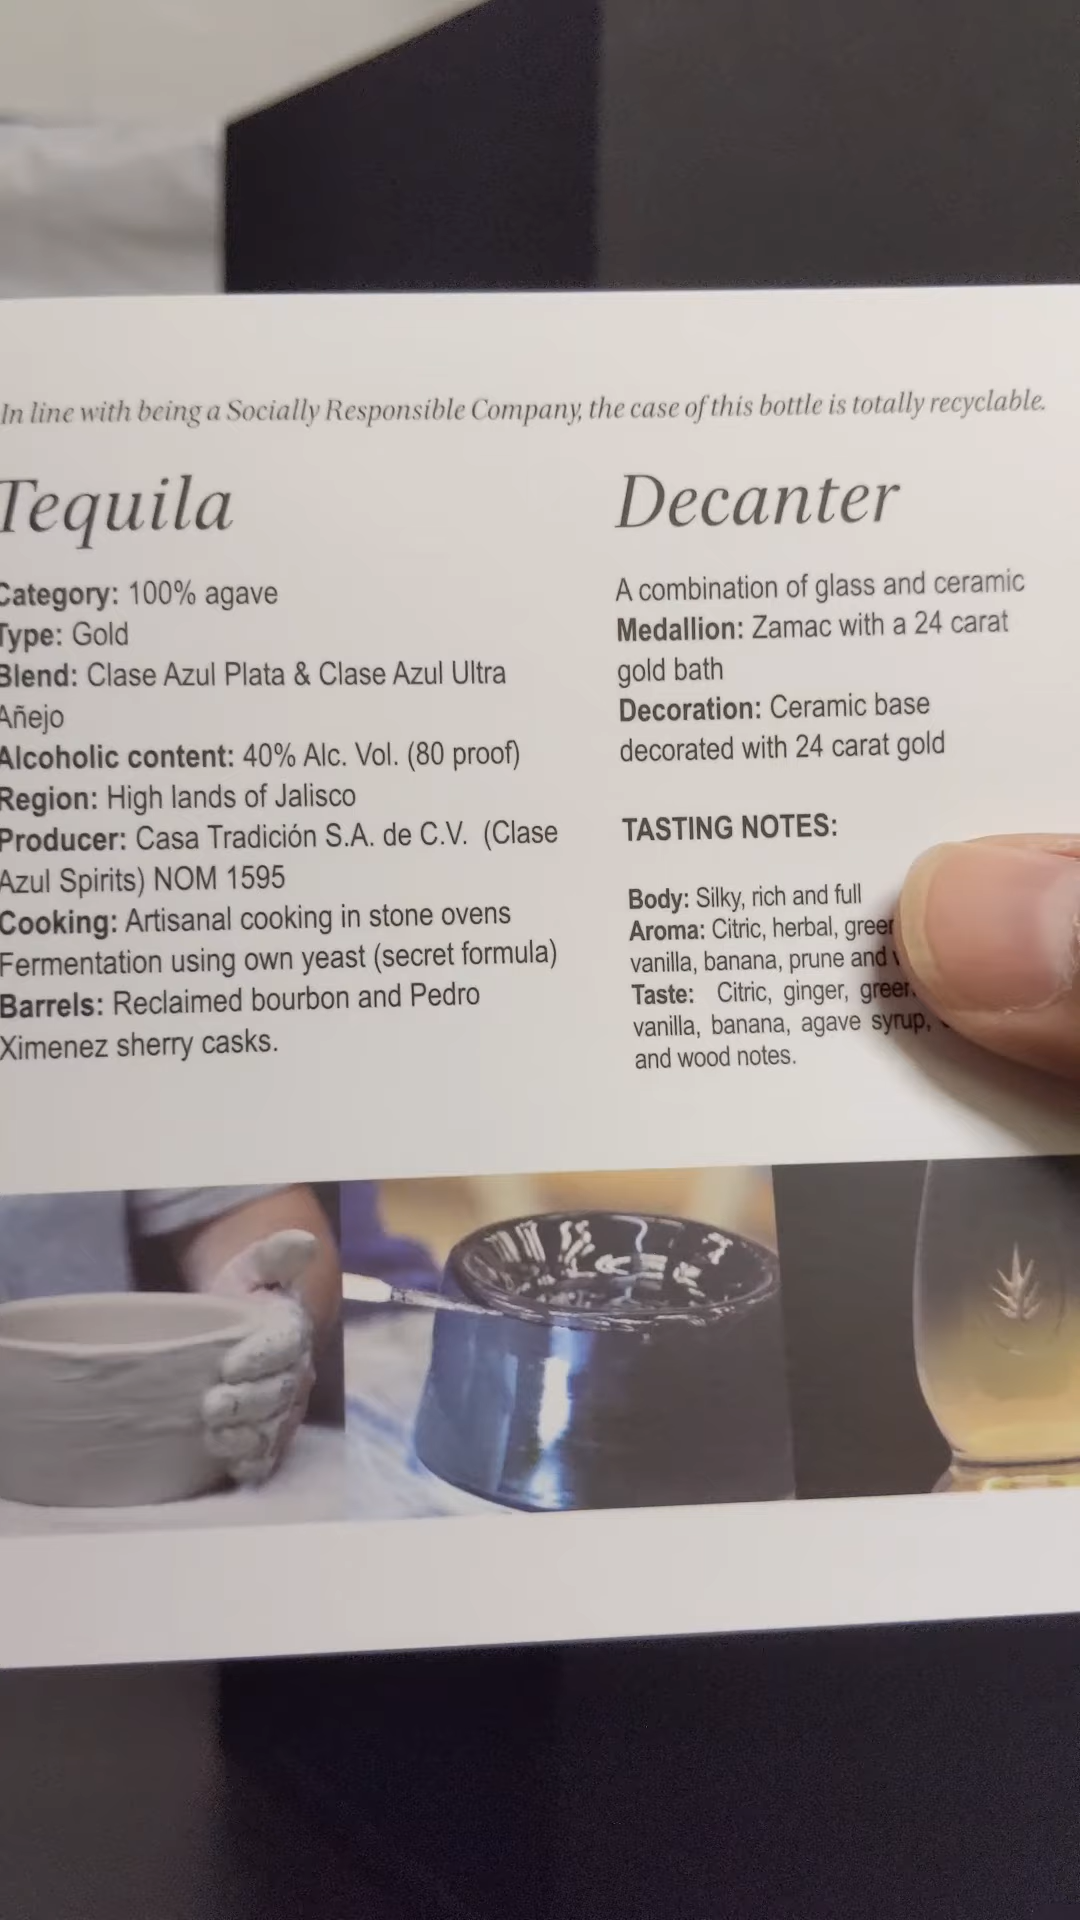 In line with being a Socially Responsible Company, the case of this bottle is totally recyclable.
Tequila
Category: 100% agave
Type: Gold
Blend: Clase Azul Plata & Clase Azul Ultra
Añejo
Alcoholic content: 40% Alc. Vol. (80 proof)
Region: High lands of Jalisco
Producer: Casa Tradición S.A. de C.V. (Clase
Azul Spirits) NOM 1595
Cooking: Artisanal cooking in stone ovens
Fermentation using own yeast (secret formula)
Barrels: Reclaimed bourbon and Pedro
Ximenez sherry casks.
Decanter
A combination of glass and ceramic
Medallion: Zamac with a 24 carat
gold bath
Decoration: Ceramic base
decorated with 24 carat gold
TASTING NOTES:
Body: Silky, rich and full
Aroma: Citric, herbal, green
vanilla, banana, prune and
Taste: Citric, ginger, green
vanilla, banana, agave syrup,
and wood notes.